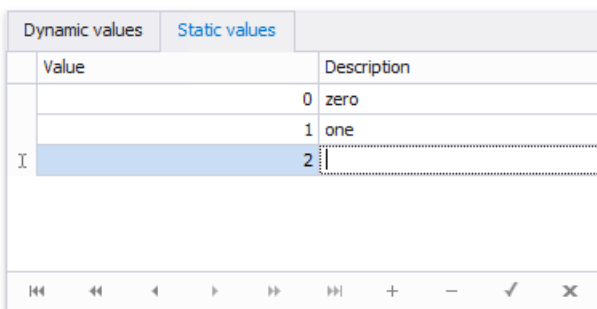 Dynamic values Static values
Value Description
0 zero
1 one
2